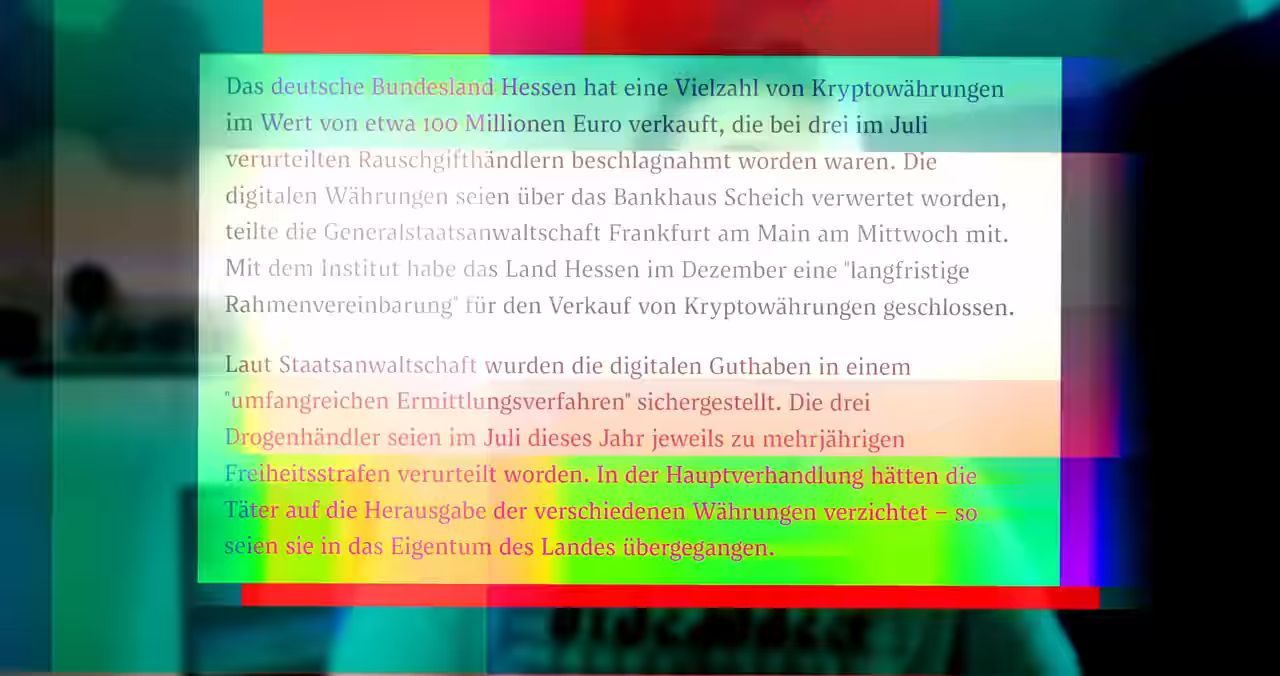 Das deutsche Bundesland Hessen hat eine Vielzahl von Kryptowährungen
im Wert von etwa 100 Millionen Euro verkauft, die bei drei im Juli
verurteilten Rauschgifthändlern beschlagnahmt worden waren. Die
digitalen Währungen seien über das Bankhaus Scheich verwertet worden,
teilte die Generalstaatsanwaltschaft Frankfurt am Main am Mittwoch mit.
Mit dem Institut habe das Land Hessen im Dezember eine "langfristige
Rahmenvereinbarung" für den Verkauf von Kryptowährungen geschlossen.
Laut Staatsanwaltschaft wurden die digitalen Guthaben in einem
"umfangreichen Ermittlungsverfahren" sichergestellt. Die drei
Drogenhändler seien im Juli dieses Jahr jeweils zu mehrjährigen
Freiheitsstrafen verurteilt worden. In der Hauptverhandlung hätten die
Täter auf die Herausgabe der verschiedenen Währungen verzichtet – so
seien sie in das Eigentum des Landes übergegangen.